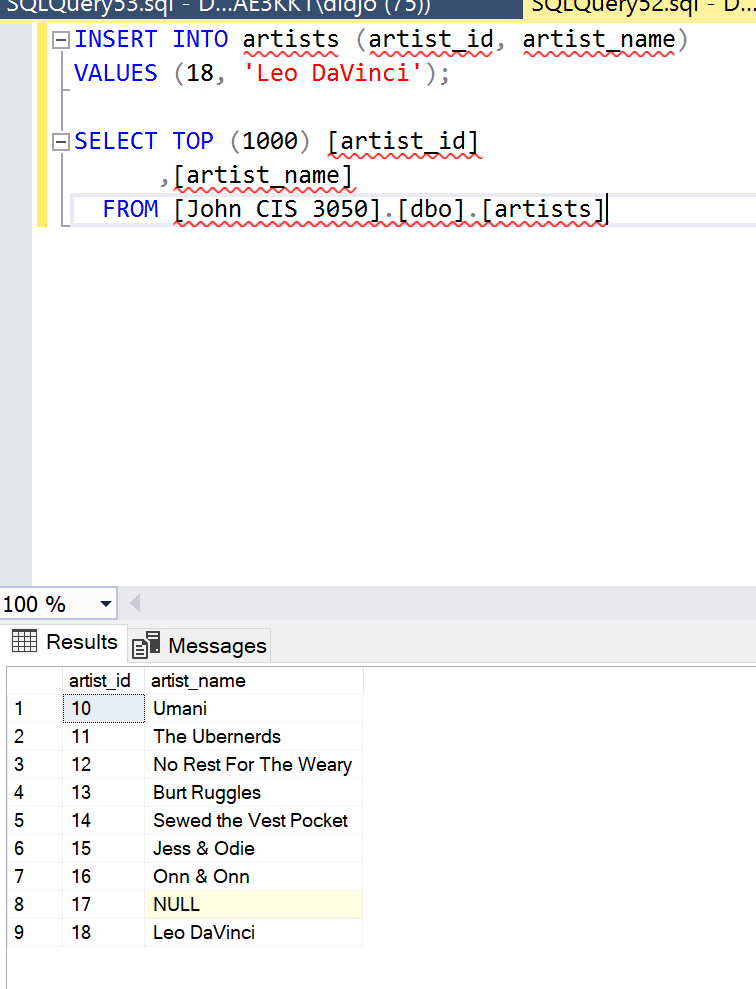 SQLQuery53.sql - D...AE3KKT\didjo (75))
SQLQuery52.sql - D...
INSERT INTO artists (artist_id, artist_name)
VALUES (18, 'Leo DaVinci');
SELECT TOP (1000) [artist_id]
,[artist_name]
FROM [John CIS 3050].[dbo].[artists]
100 %
Results
Messages
artist_id artist_name
1 10 Umani
2 11 The Ubernerds
3 12 No Rest For The Weary
4 13 Burt Ruggles
5 14 Sewed the Vest Pocket
6 15 Jess & Odie
7 16 Onn & Onn
8 17 NULL
9 18 Leo DaVinci